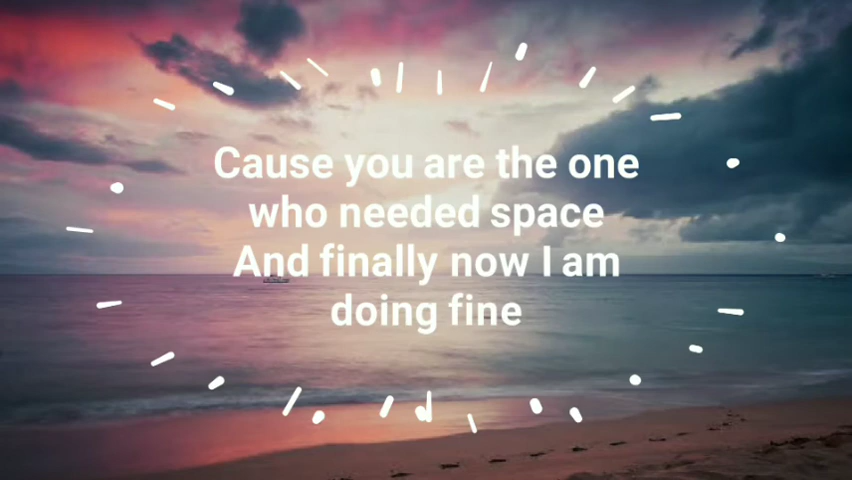 Cause you are the one
who needed space
And finally now I am
doing fine